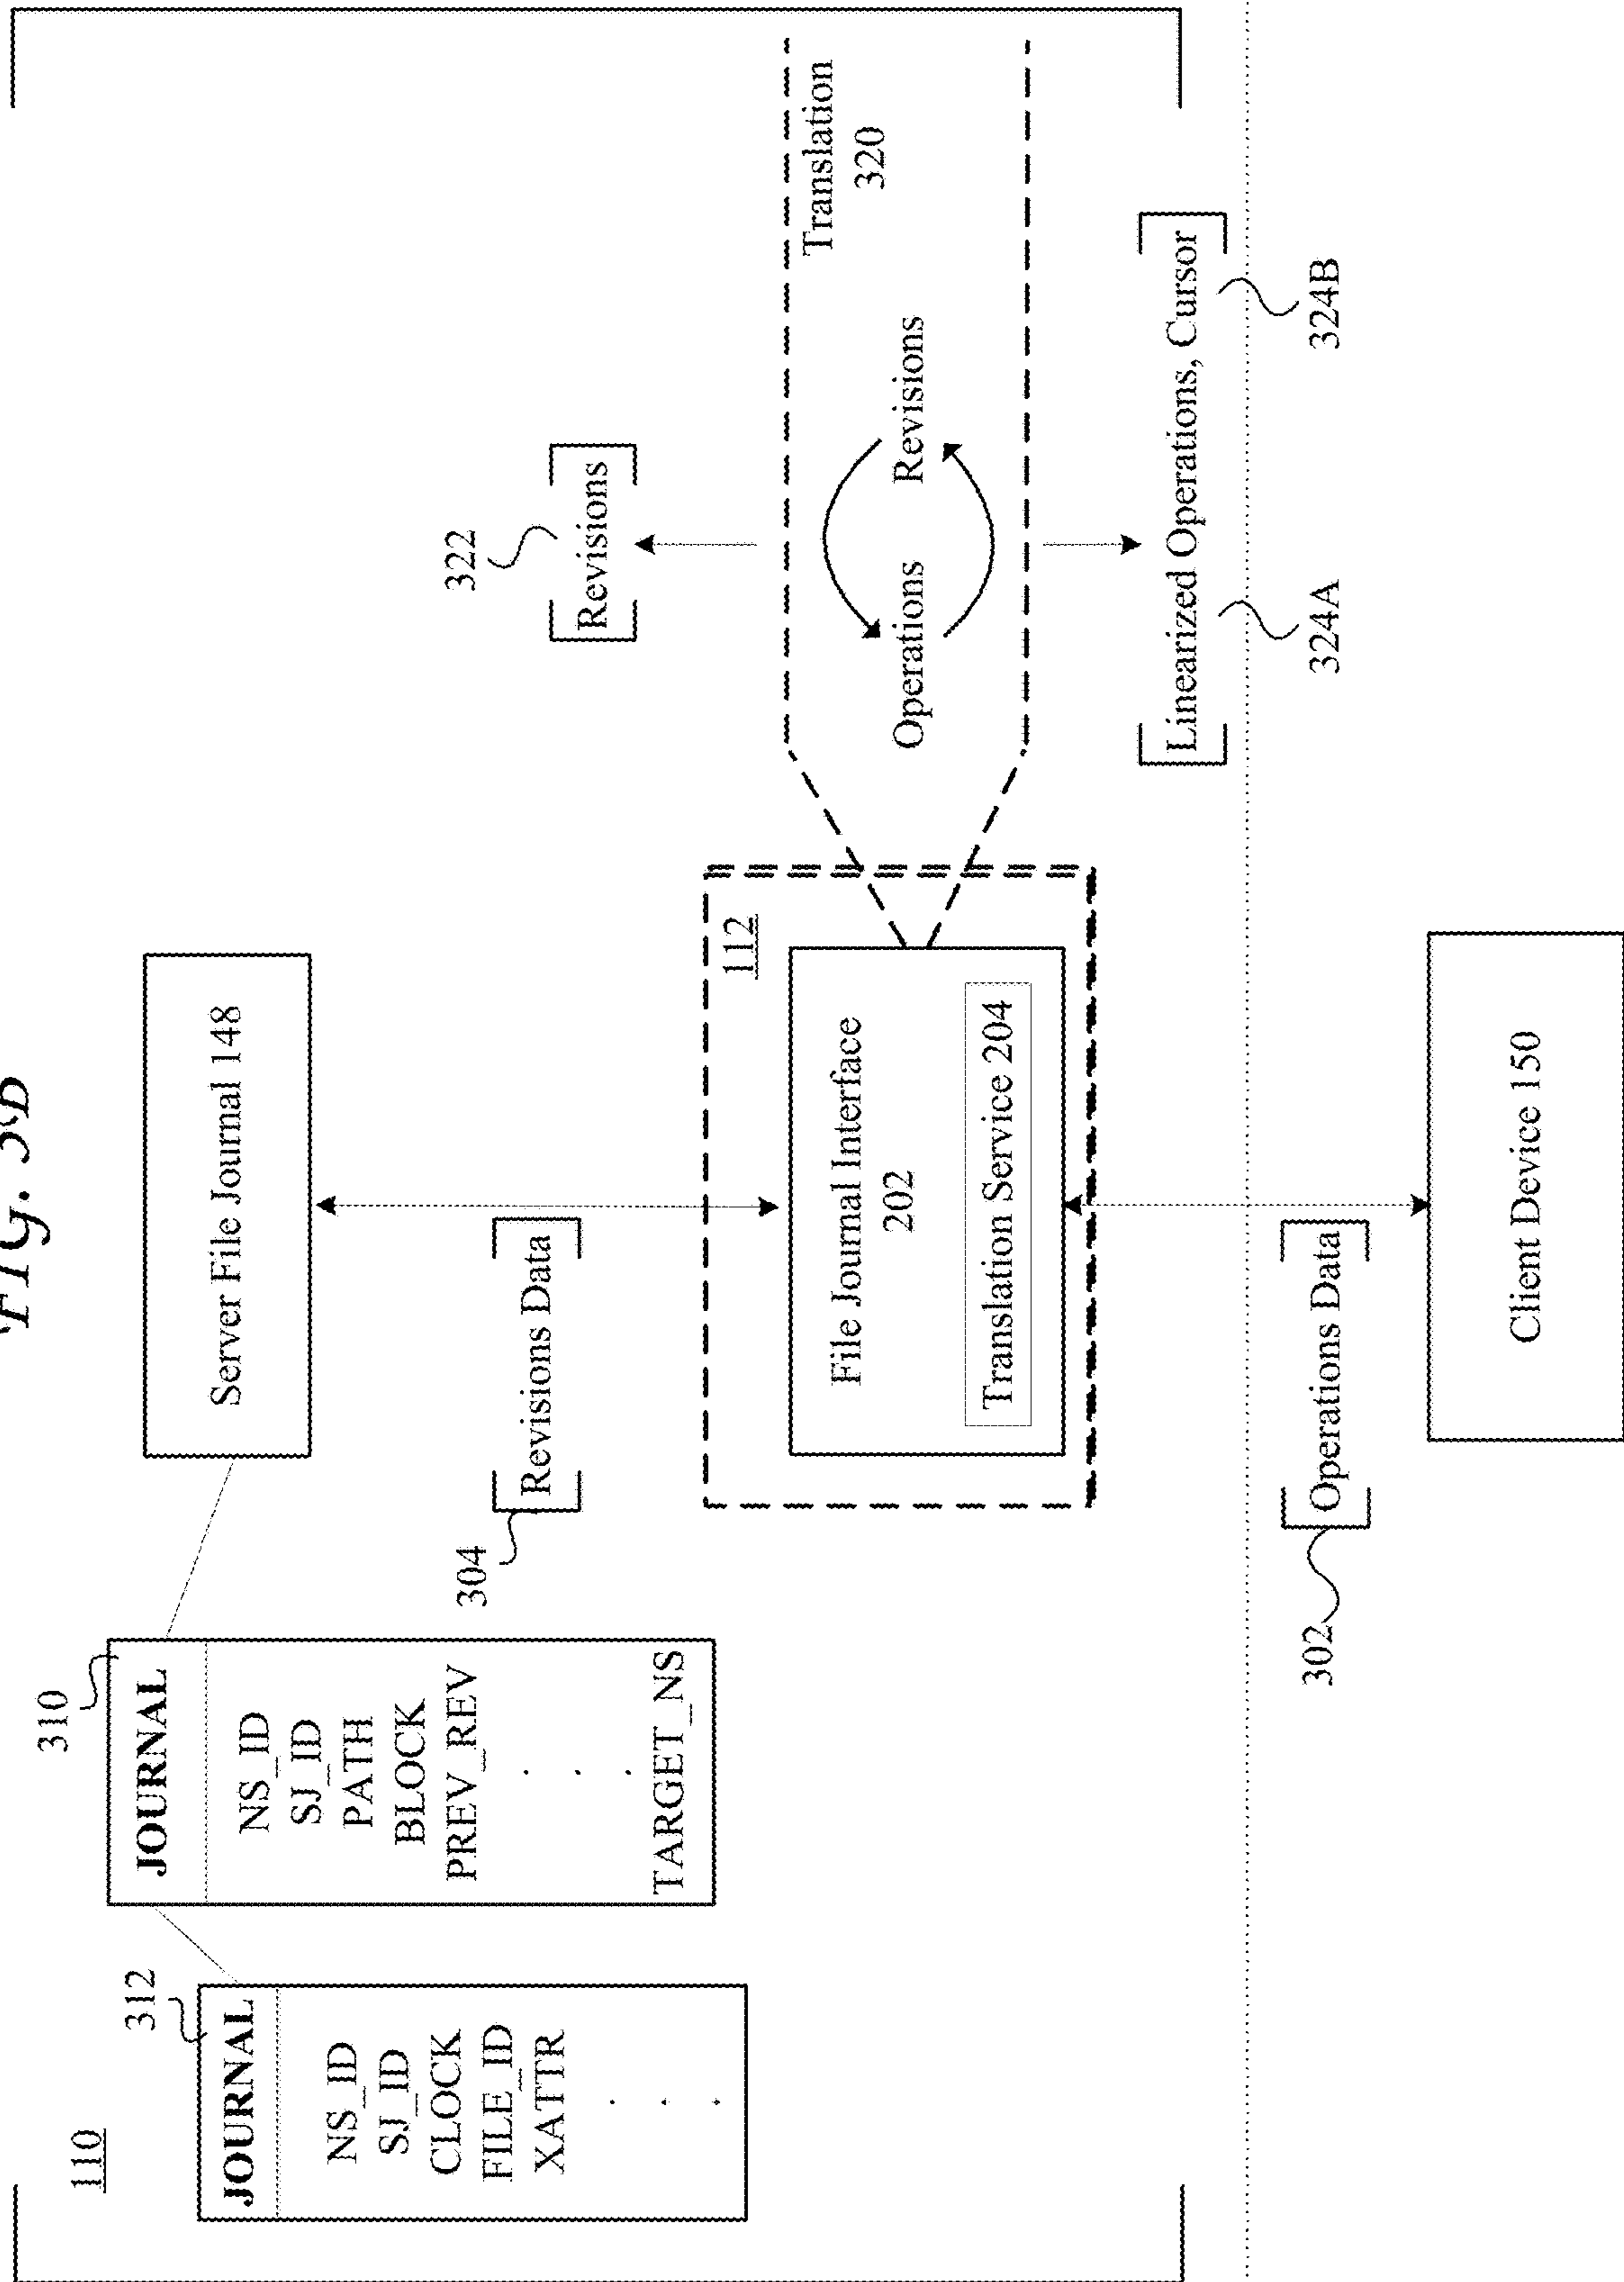 FIG. 3B
110
312
JOURNAL
NS_ID
SJ_ID
CLOCK
FILE_ID
XATTR
310
JOURNAL
NS_ID
SJ_ID
PATH
BLOCK
PREV_REV
TARGET_NS
Server File Journal 148
304
Revisions Data
322
Revisions
112
File Journal Interface
202
Translation Service 204
Translation
320
Operations Revisions
Linearized Operations, Cursor
324A
324B
302
Operations Data
Client Device 150